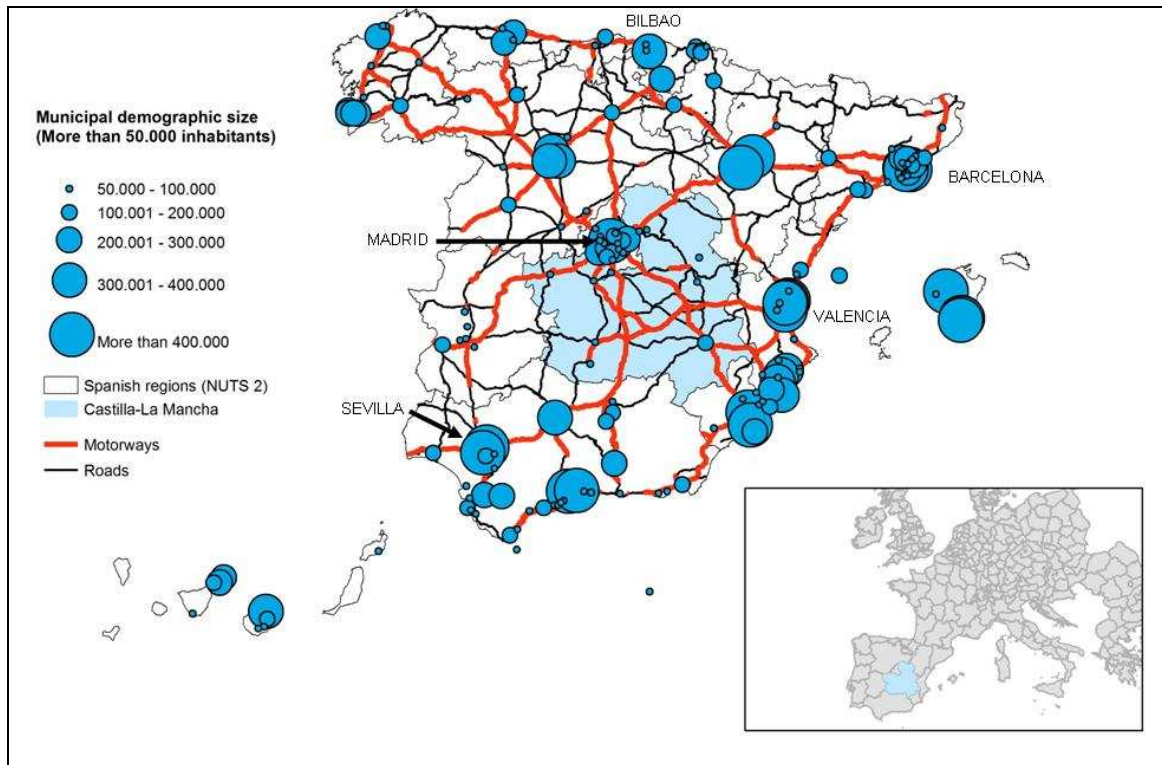 BILBAO
Municipal demographic size
(More than 50.000 inhabitants)
50.000 - 100.000
100.001 - 200.000
200.001 - 300.000
300.001 - 400.000
More than 400.000
Spanish regions (NUTS 2)
Castilla-La Mancha
Motorways
Roads
BARCELONA
MADRID
VALENCIA
SEVILLA